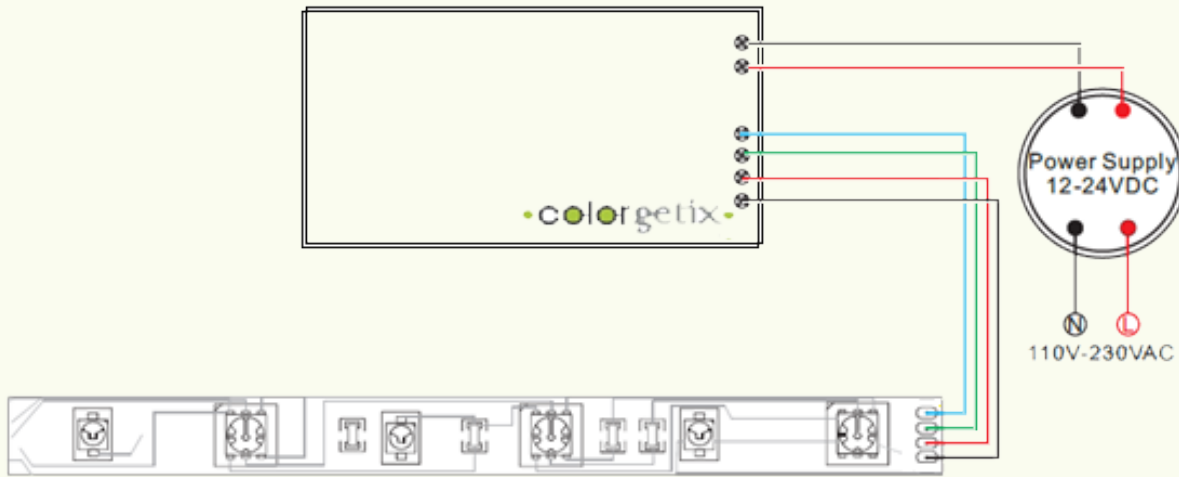 Power Supply
12-24VDC
colorgetix
N L
110V-230VAC